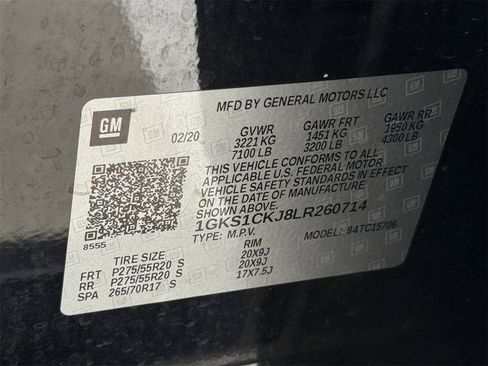 MFD BY GENERAL MOTORS LLC
GM
02/20 GVWR GAWR FRT GAWR RR
3221 KG 1451 KG 1950 KG
7100 LB 3200 LB 4300 LB
THIS VEHICLE CONFORMS TO ALL
APPLICABLE U.S. FEDERAL MOTOR
VEHICLE SAFETY STANDARDS IN EFFECT
ON THE DATE OF MANUFACTURE
SHOWN ABOVE.
1GKS1CKJ8LR260714
8555
TYPE: M.P.V. MODEL: 84TC15706
TIRE SIZE RIM
FRT P275/55R20 S 20X9J
RR P275/55R20 S 20X9J
SPA 265/70R17 S 17X7.5J